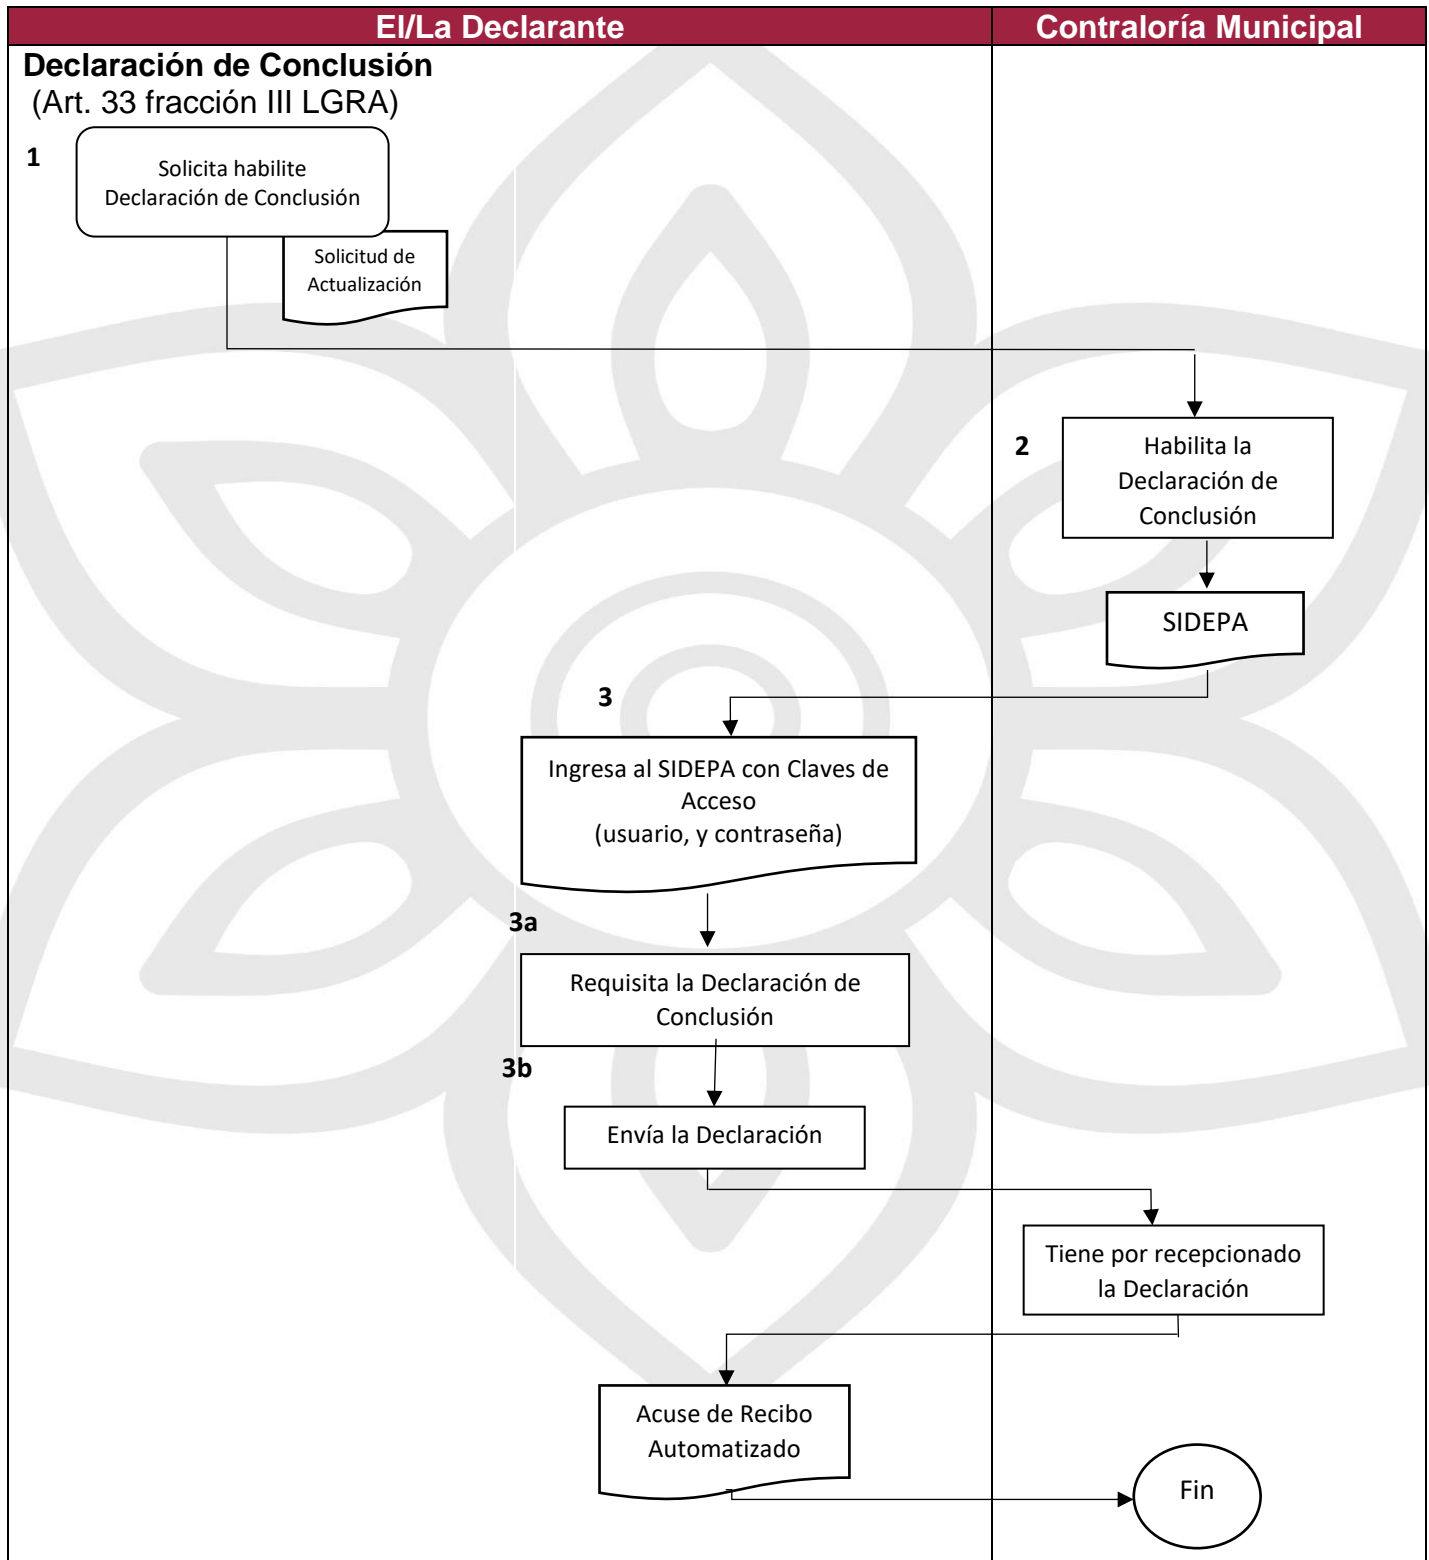 El/La Declarante
Contraloría Municipal
Declaración de Conclusión
(Art. 33 fracción III LGRA)
1
Solicita habilite
Declaración de Conclusión
Solicitud de
Actualización
2
Habilita la
Declaración de
Conclusión
SIDEPA
3
Ingresa al SIDEPA con Claves de
Acceso
(usuario, y contraseña)
3a
Requisita la Declaración de
Conclusión
3b
Envía la Declaración
Tiene por recepcionado
la Declaración
Acuse de Recibo
Automatizado
Fin